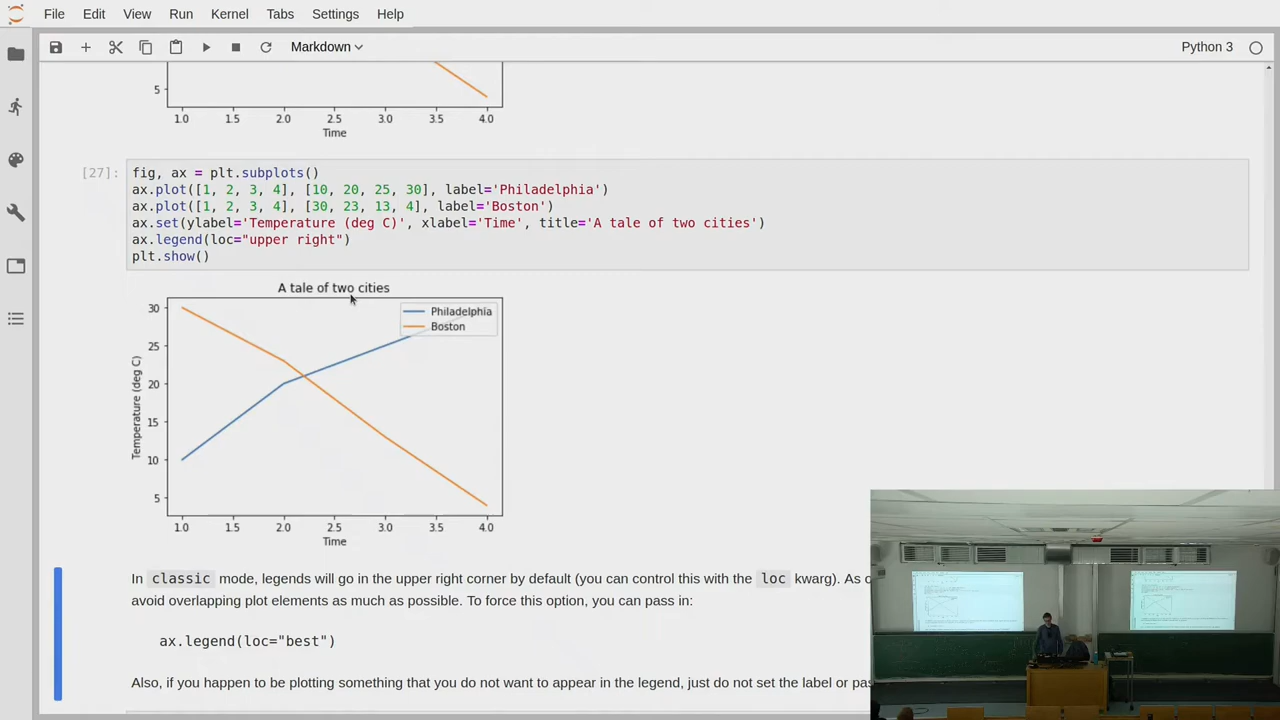 File Edit View Run Kernel Tabs Settings Help
Markdown
Python 3
5
1.0 1.5 2.0 2.5 3.0 3.5 4.0
Time
[27]:
fig, ax = plt.subplots()
ax.plot([1, 2, 3, 4], [10, 20, 25, 30], label='Philadelphia')
ax.plot([1, 2, 3, 4], [30, 23, 13, 4], label='Boston')
ax.set(ylabel='Temperature (deg C)', xlabel='Time', title='A tale of two cities')
ax.legend(loc="upper right")
plt.show()
A tale of two cities
Philadelphia
Boston
30
25
20
15
10
5
Temperature (deg C)
1.0 1.5 2.0 2.5 3.0 3.5 4.0
Time
In classic mode, legends will go in the upper right corner by default (you can control this with the loc kwarg). As
avoid overlapping plot elements as much as possible. To force this option, you can pass in:
ax.legend(loc="best")
Also, if you happen to be plotting something that you do not want to appear in the legend, just do not set the label or